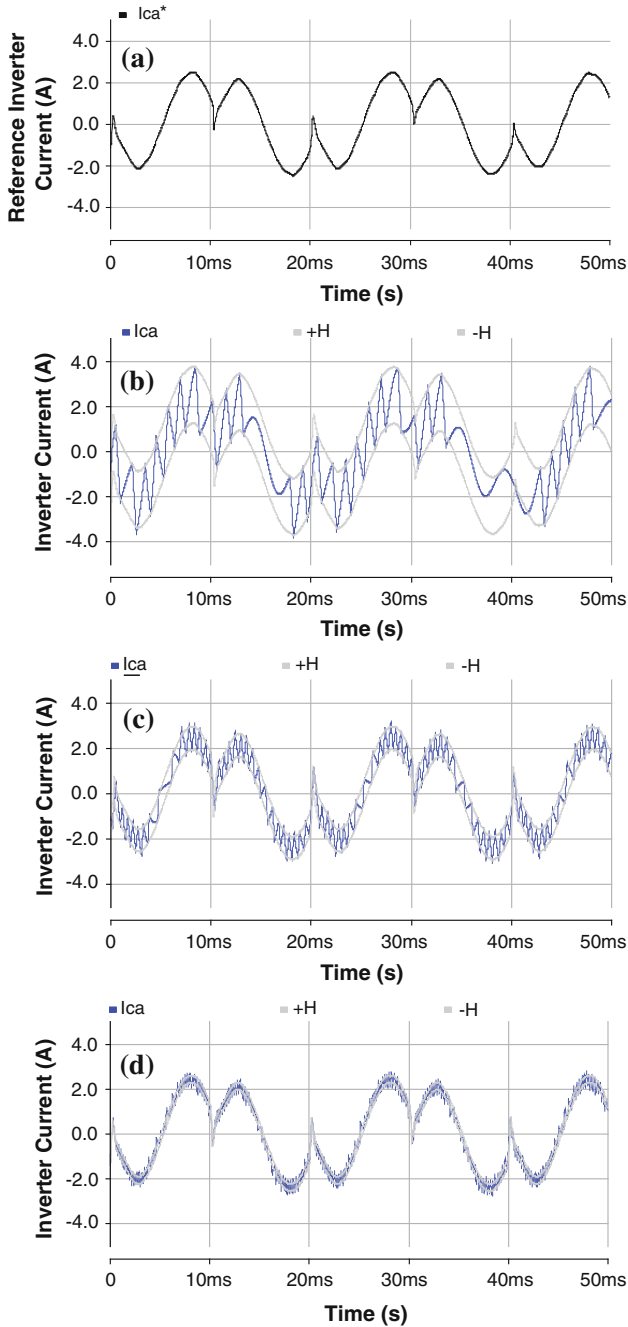 Ica*
(a)
Reference Inverter
Current (A)
4.0
2.0
0.0
-2.0
-4.0
0 10ms 20ms 30ms 40ms 50ms
Time (s)
Ica +H -H
(b)
Inverter Current (A)
4.0
2.0
0.0
-2.0
-4.0
0 10ms 20ms 30ms 40ms 50ms
Time (s)
Ica +H -H
(c)
Inverter Current (A)
4.0
2.0
0.0
-2.0
-4.0
0 10ms 20ms 30ms 40ms 50ms
Time (s)
Ica +H -H
(d)
Inverter Current (A)
4.0
2.0
0.0
-2.0
-4.0
0 10ms 20ms 30ms 40ms 50ms
Time (s)